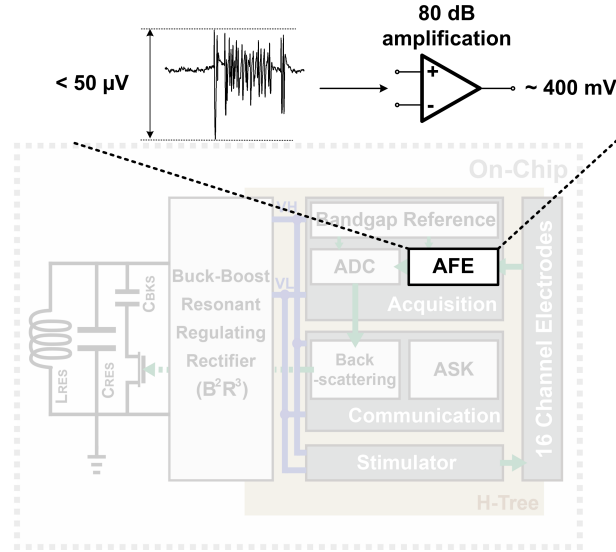 80 dB
amplification
< 50 µV
+
-
~ 400 mV
On-Chip
VH
Bandgap Reference
ADC
AFE
Acquisition
Buck-Boost
Resonant
Regulating
Rectifier
(B²R³)
VL
LRES
CRES
CBKS
Back
-scattering
ASK
Communication
Stimulator
16 Channel Electrodes
H-Tree